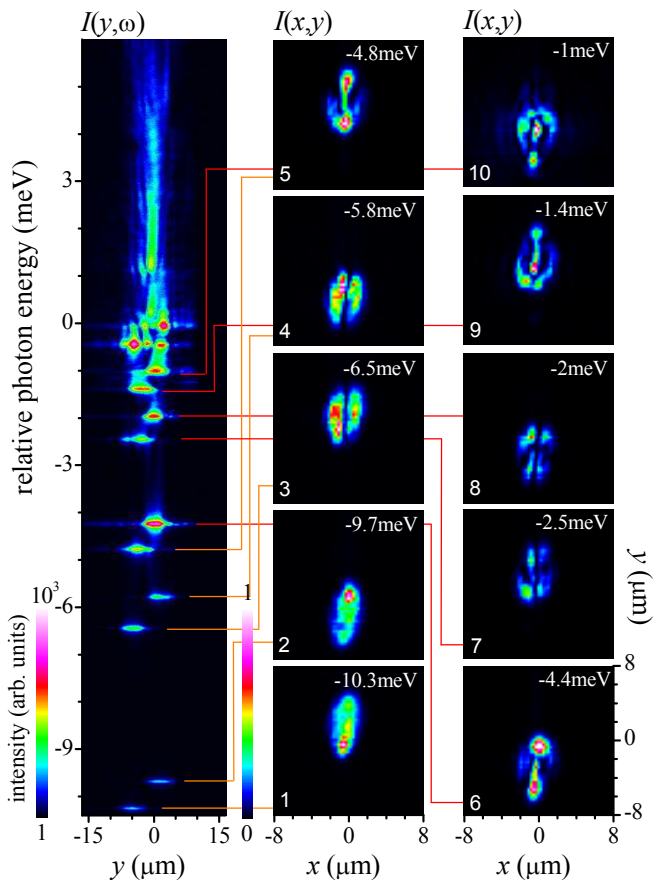 I(y,ω)
I(x,y)
I(x,y)
relative photon energy (meV)
3
0
-3
-6
-9
intensity (arb. units)
10³
1
1
0
-15
0
15
y (μm)
-4.8meV
5
-5.8meV
4
-6.5meV
3
-9.7meV
2
-10.3meV
1
-8
0
8
x (μm)
-1meV
10
-1.4meV
9
-2meV
8
-2.5meV
7
-4.4meV
6
y (μm)
8
0
-8
-8
0
8
x (μm)